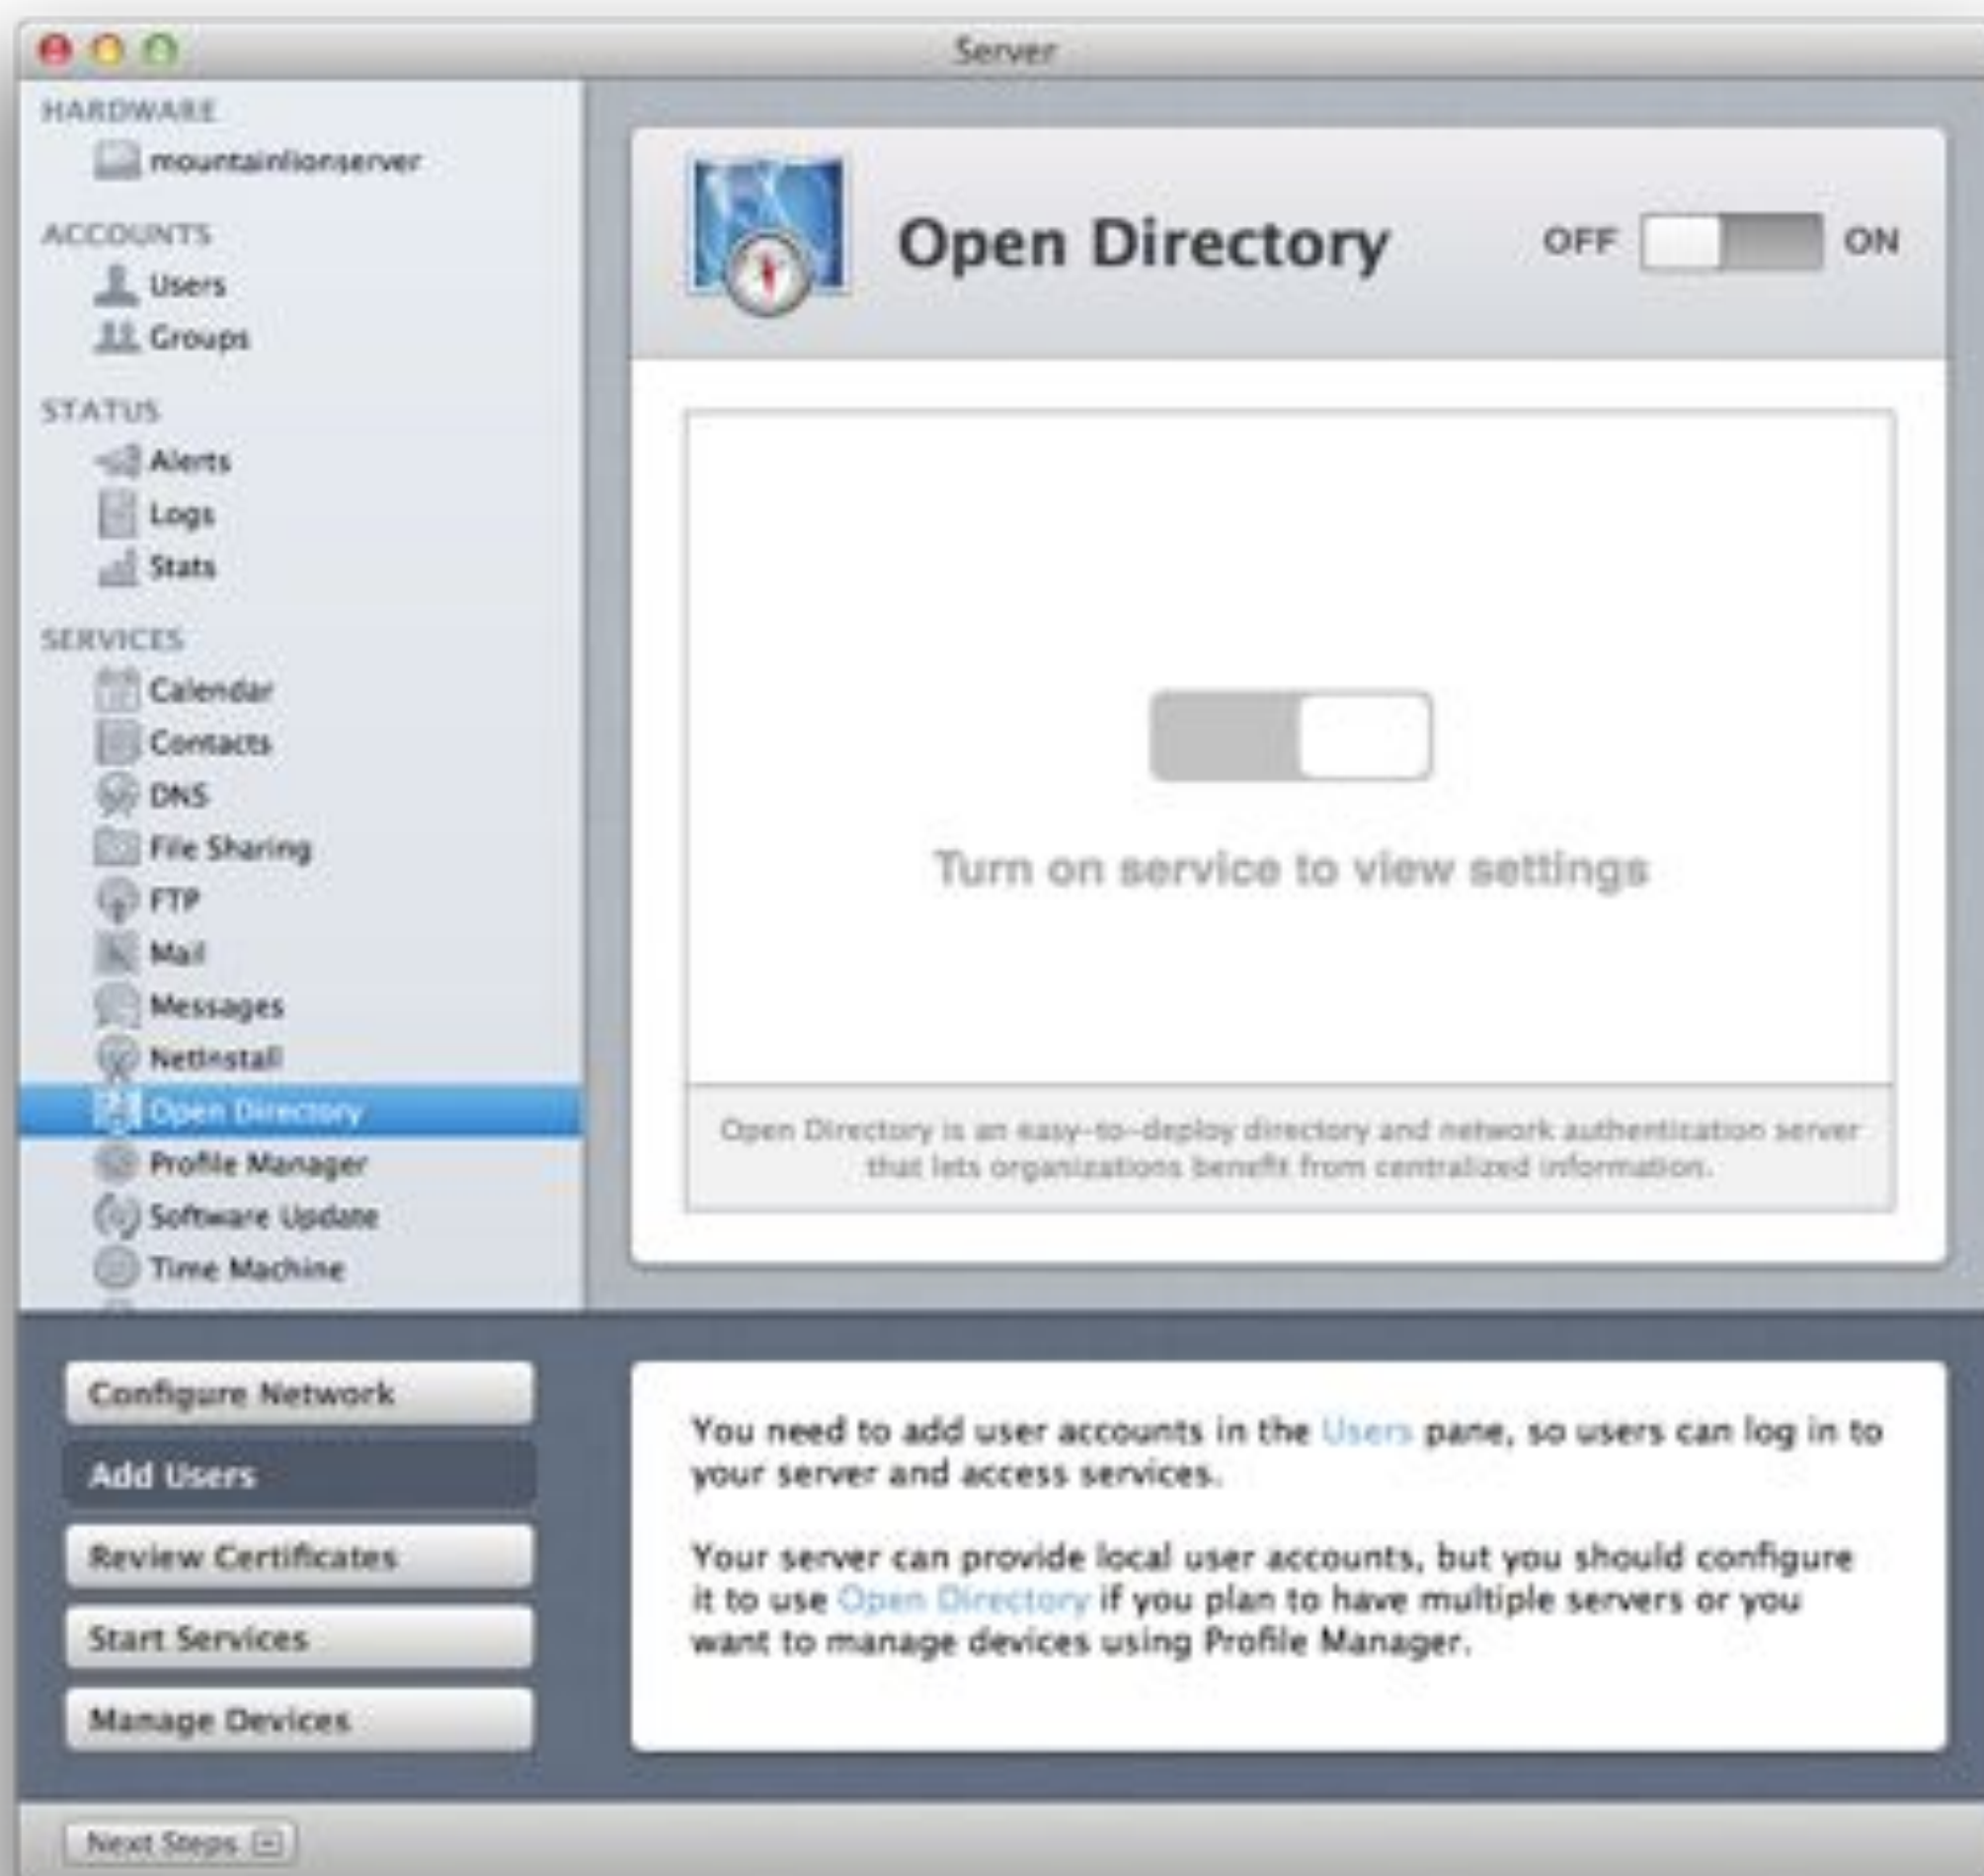 Server
HARDWARE
mountainlionserver
ACCOUNTS
Users
Groups
STATUS
Alerts
Logs
Stats
SERVICES
Calendar
Contacts
DNS
File Sharing
FTP
Mail
Messages
NetInstall
Open Directory
Profile Manager
Software Update
Time Machine
Open Directory
OFF ON
Turn on service to view settings
Open Directory is an easy-to-deploy directory and network authentication server
that lets organizations benefit from centralized information.
Configure Network
Add Users
Review Certificates
Start Services
Manage Devices
You need to add user accounts in the Users pane, so users can log in to
your server and access services.
Your server can provide local user accounts, but you should configure
it to use Open Directory if you plan to have multiple servers or you
want to manage devices using Profile Manager.
Next Steps